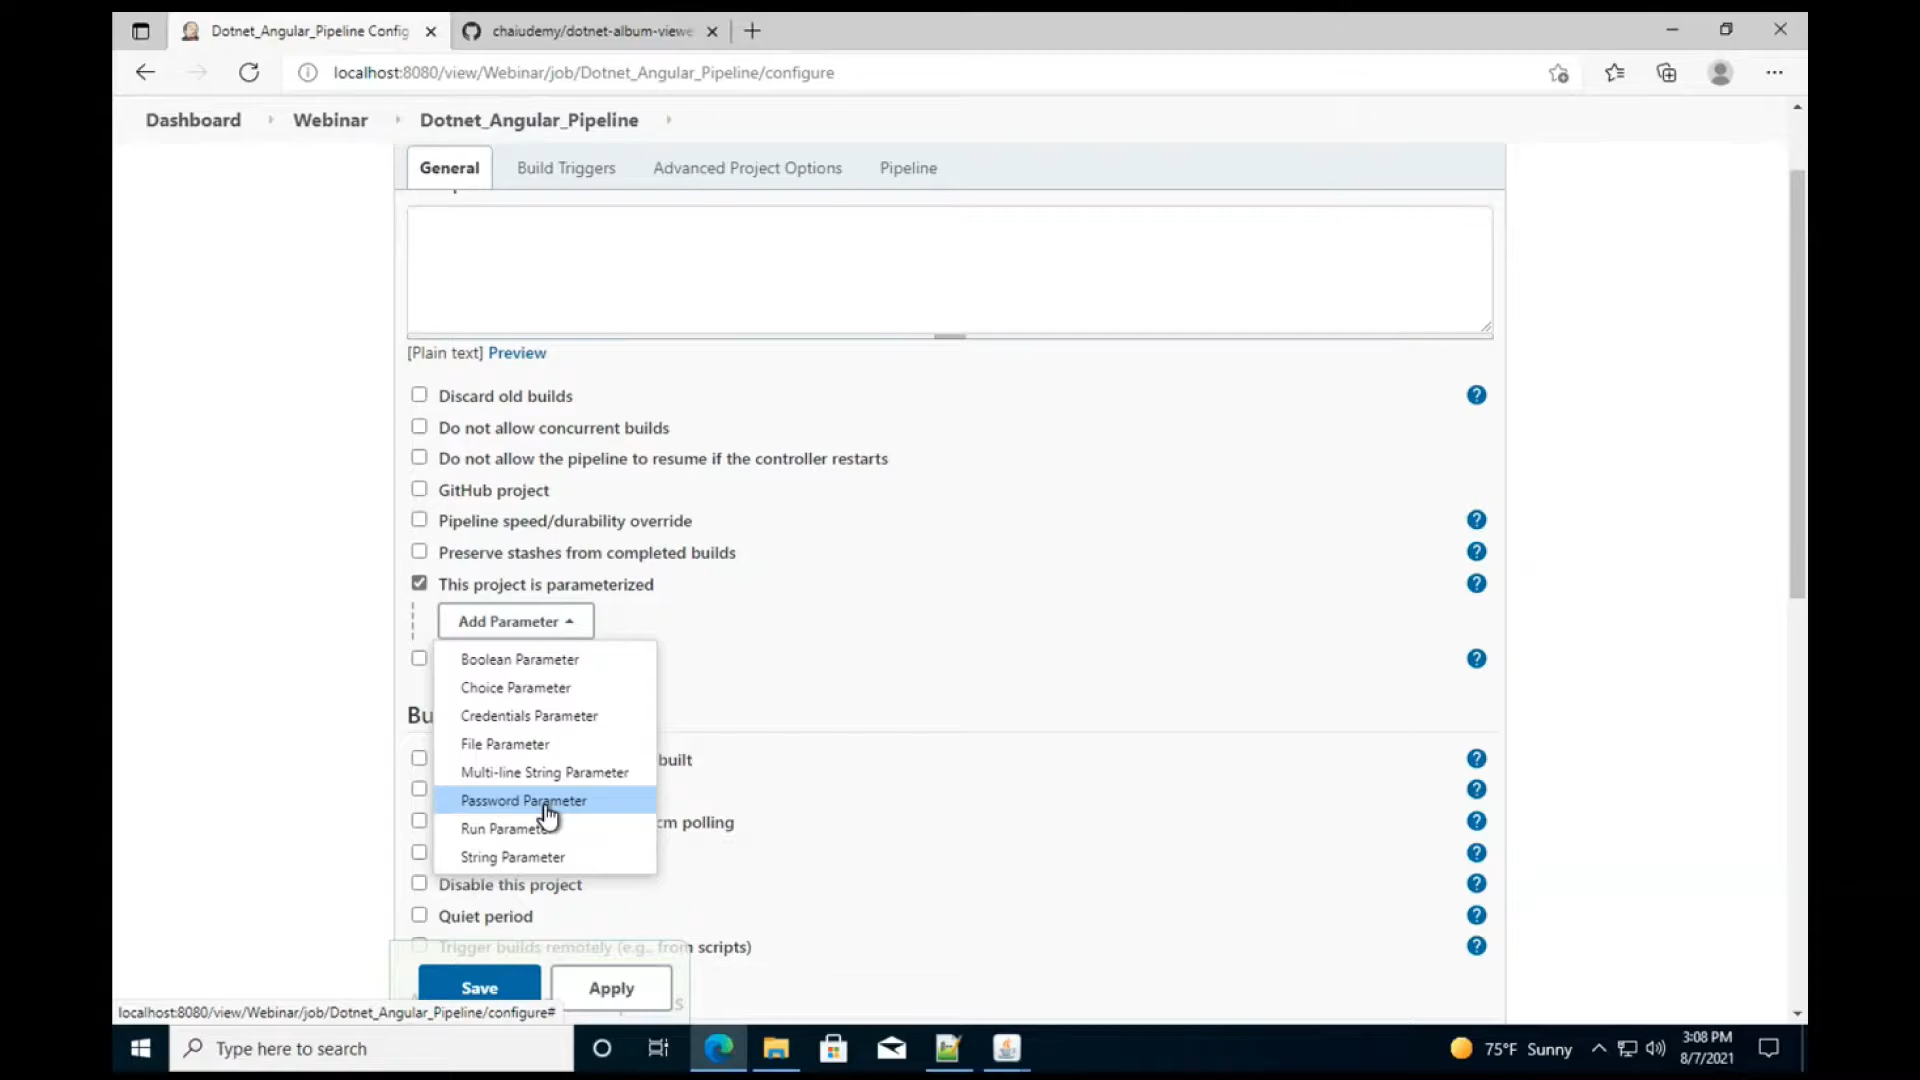 Dotnet_Angular_Pipeline Config
chaiudemy/dotnet-album-viewe
localhost:8080/view/Webinar/job/Dotnet_Angular_Pipeline/configure
Dashboard
Webinar
Dotnet_Angular_Pipeline
General
Build Triggers
Advanced Project Options
Pipeline
[Plain text] Preview
Discard old builds
Do not allow concurrent builds
Do not allow the pipeline to resume if the controller restarts
GitHub project
Pipeline speed/durability override
Preserve stashes from completed builds
This project is parameterized
Add Parameter
Boolean Parameter
Choice Parameter
Credentials Parameter
File Parameter
Multi-line String Parameter
Password Parameter
Run Parameter
String Parameter
Bu
built
cm polling
Disable this project
Quiet period
Trigger builds remotely (e.g., from scripts)
Save
Apply
s
localhost:8080/view/Webinar/job/Dotnet_Angular_Pipeline/configure#
Type here to search
75°F Sunny
3:08 PM
8/7/2021